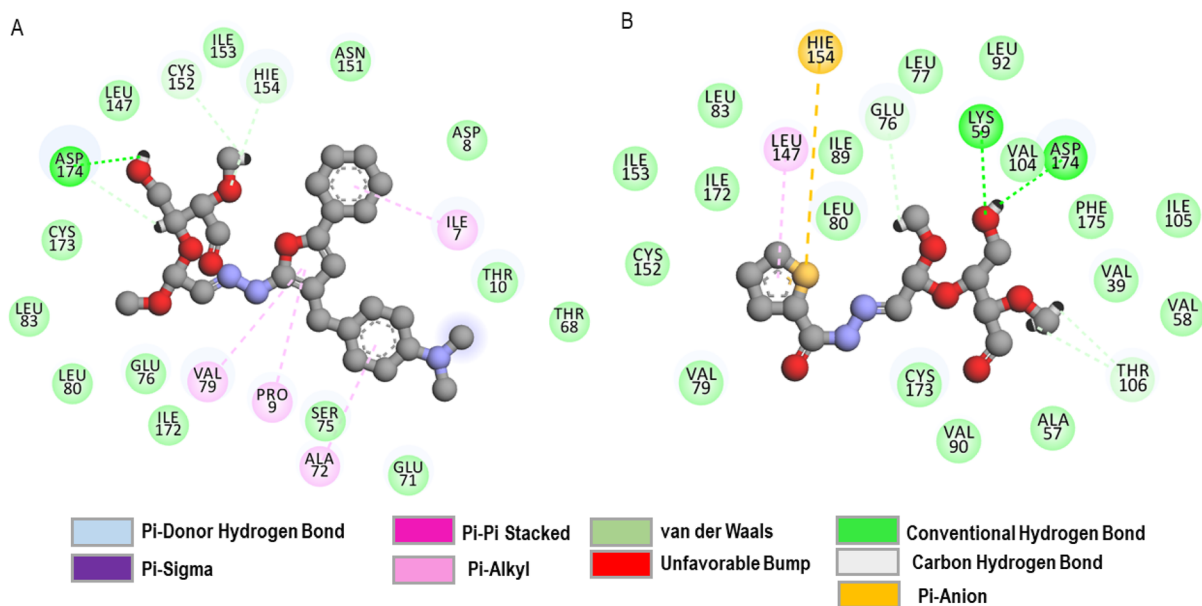 A
ILE
153
ASN
151
CYS
152
HIE
154
LEU
147
ASP
8
ASP
174
ILE
7
CYS
173
THR
10
THR
68
LEU
83
GLU
76
VAL
79
LEU
80
PRO
9
SER
75
ILE
172
ALA
72
GLU
71
B
HIE
154
LEU
92
LEU
77
LEU
83
GLU
76
LYS
59
LEU
147
ILE
89
VAL
104
ASP
174
ILE
153
ILE
172
LEU
80
PHE
175
ILE
105
CYS
152
VAL
39
VAL
58
VAL
79
CYS
173
THR
106
ALA
57
VAL
90
Pi-Donor Hydrogen Bond
Pi-Pi Stacked
van der Waals
Conventional Hydrogen Bond
Pi-Sigma
Pi-Alkyl
Unfavorable Bump
Carbon Hydrogen Bond
Pi-Anion